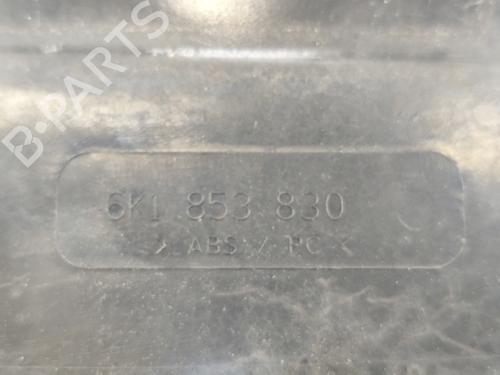 B-PARTS
6K1 853 830
> ABS / PC <